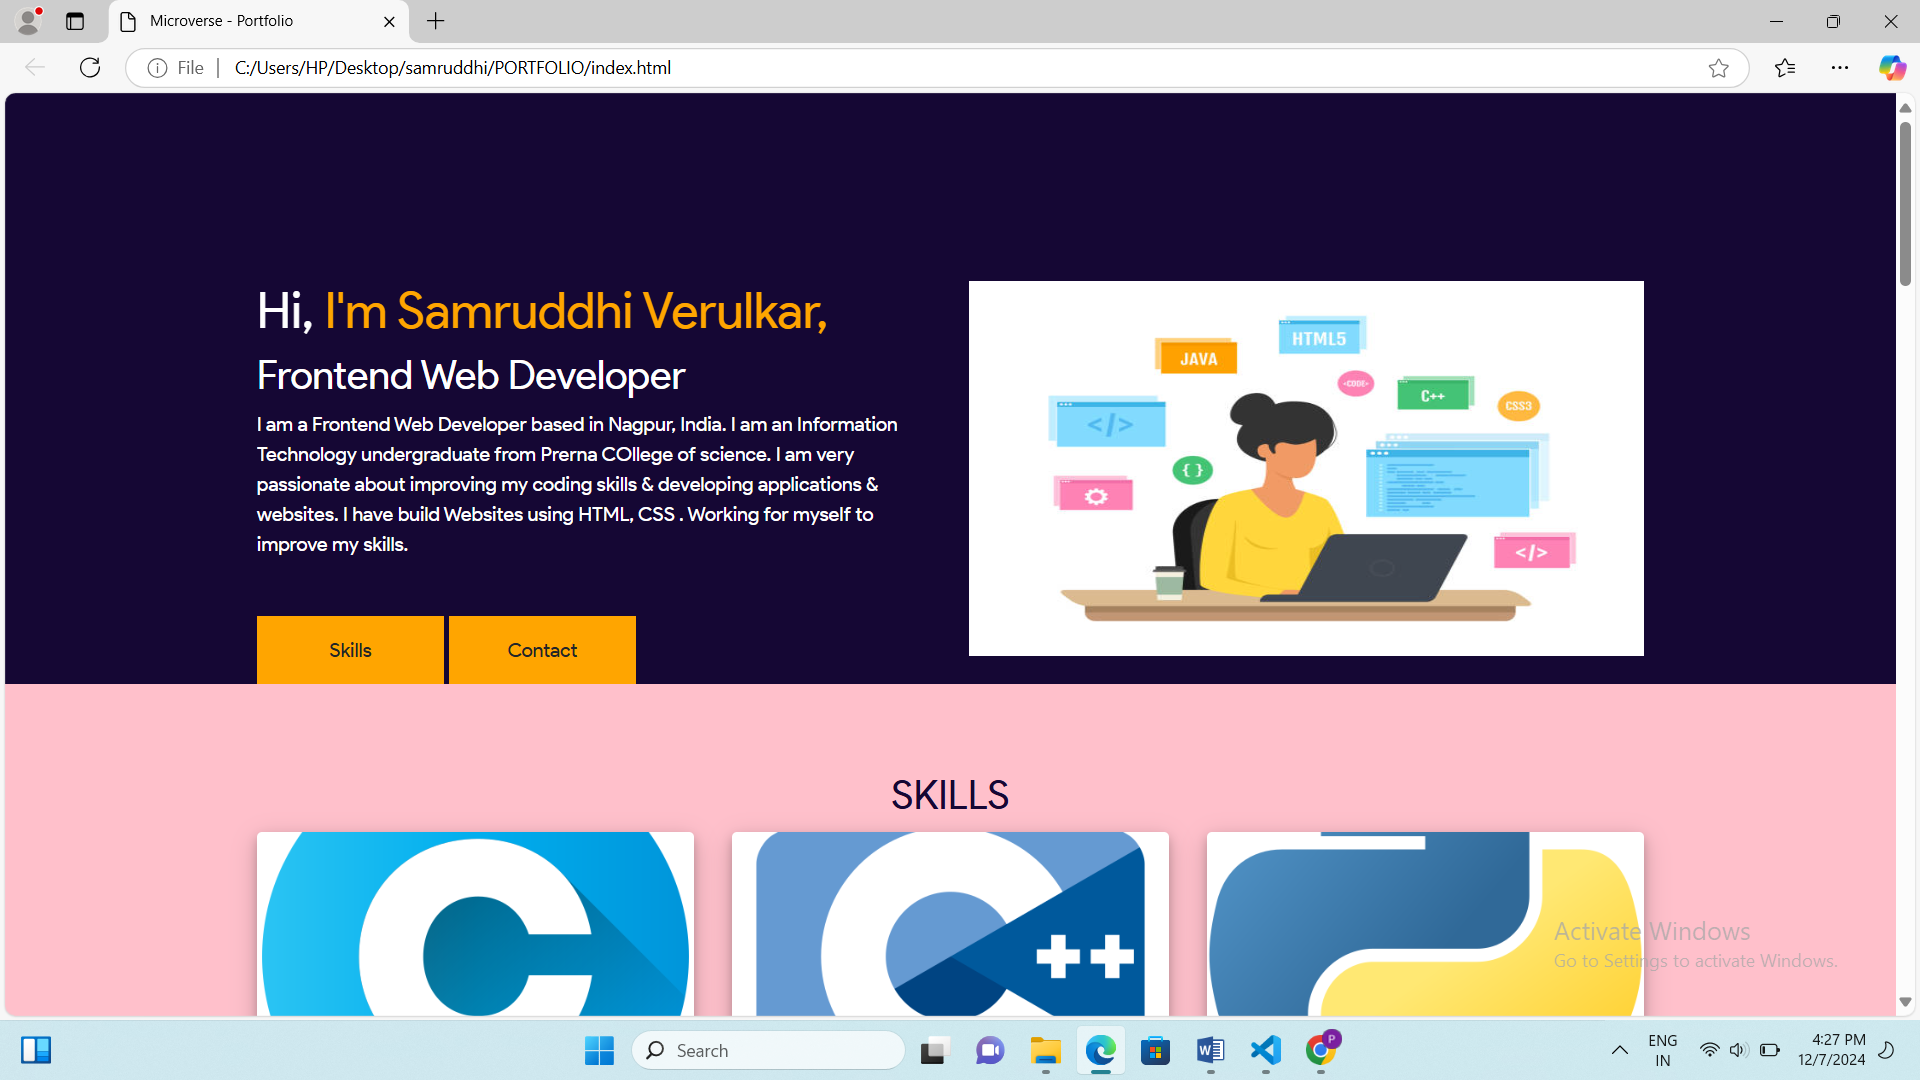 Microverse - Portfolio
File
C:/Users/HP/Desktop/samruddhi/PORTFOLIO/index.html
Hi, I'm Samruddhi Verulkar,
Frontend Web Developer
I am a Frontend Web Developer based in Nagpur, India. I am an Information
Technology undergraduate from Prerna COllege of science. I am very
passionate about improving my coding skills & developing applications &
websites. I have build Websites using HTML, CSS . Working for myself to
improve my skills.
Skills
Contact
HTML5
JAVA
<CODE>
C++
CSS3
</>
{ }
</>
SKILLS
C
C++
Activate Windows
Go to Settings to activate Windows.
Search
P
ENG
IN
4:27 PM
12/7/2024